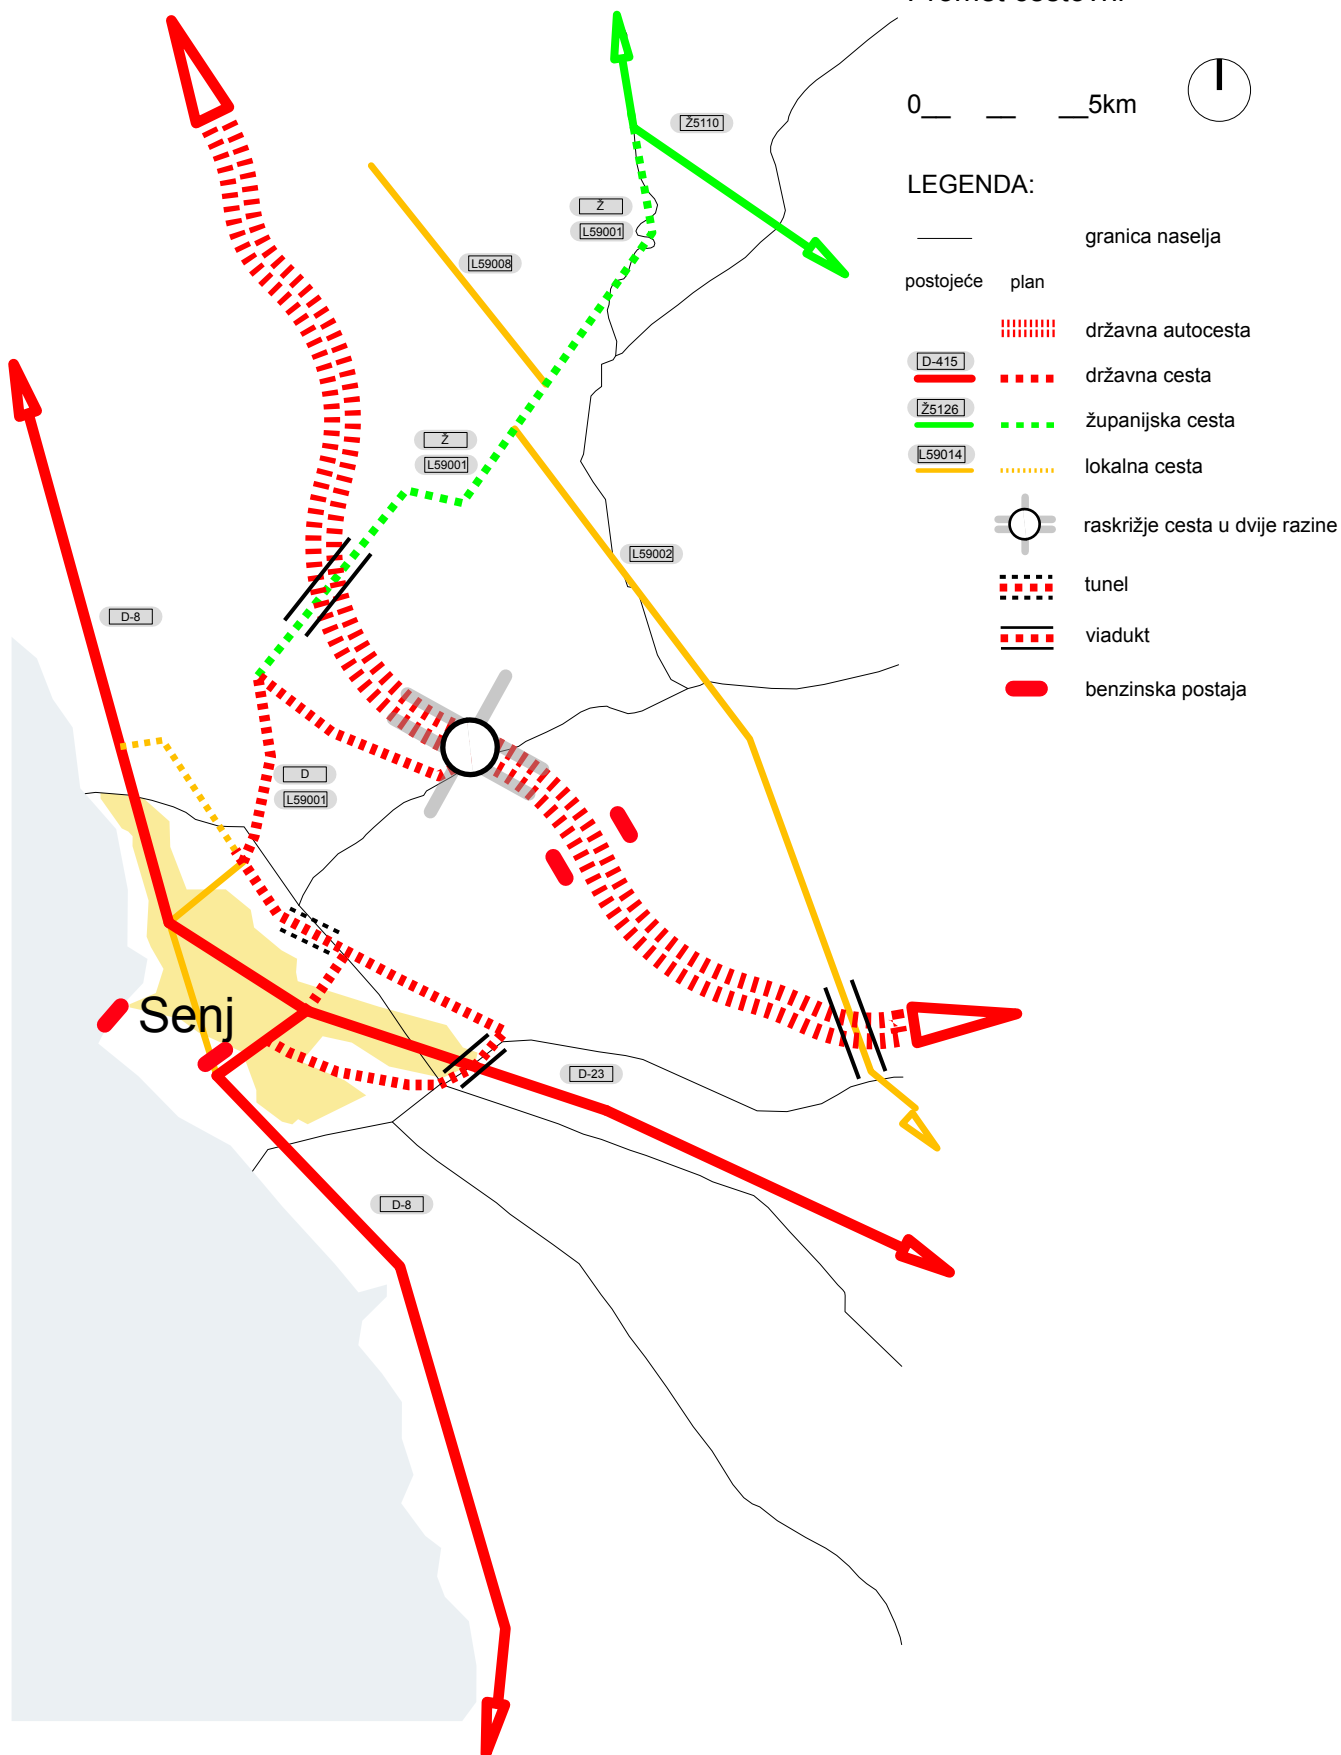 0__ __ __5km
LEGENDA:
granica naselja
postojeće plan
državna autocesta
D-415
državna cesta
Ž5126
županijska cesta
L59014
lokalna cesta
raskrižje cesta u dvije razine
tunel
viadukt
benzinska postaja
Ž5110
Ž
L59001
L59008
Ž
L59001
L59002
D-8
D
L59001
Senj
D-23
D-8